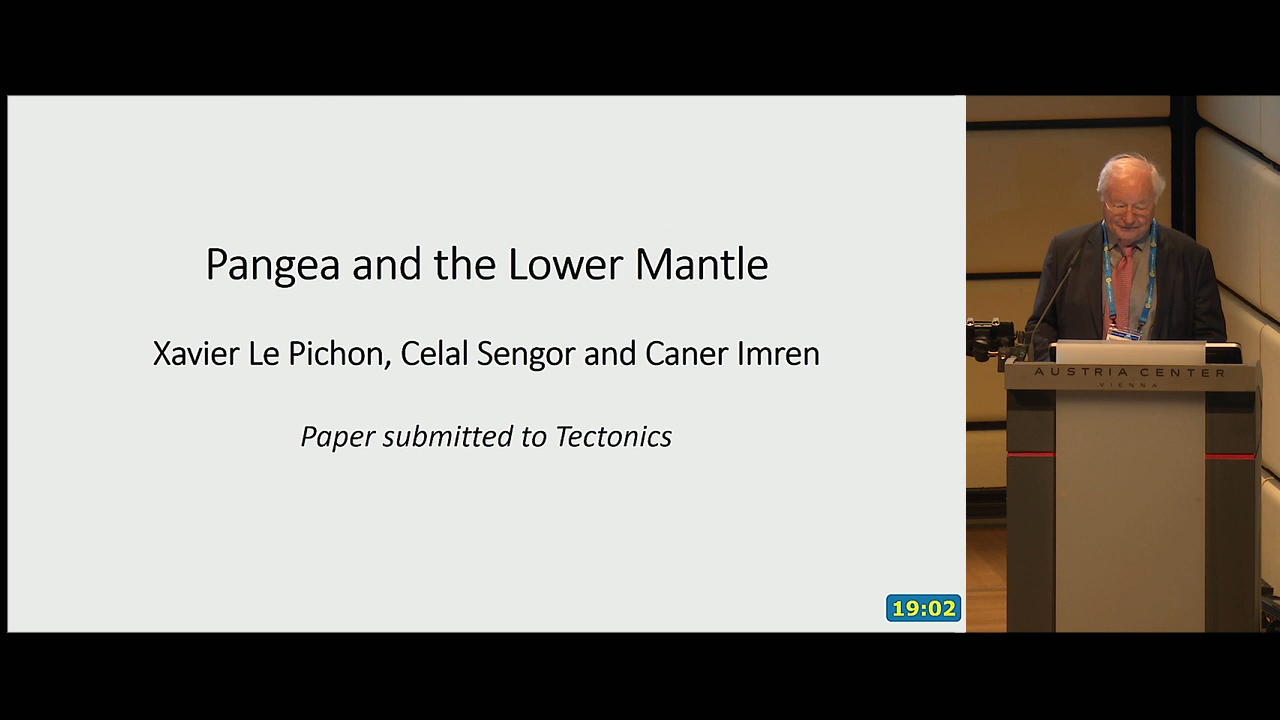 Pangea and the Lower Mantle
Xavier Le Pichon, Celal Sengor and Caner Imren
Paper submitted to Tectonics
19:02
AUSTRIA CENTER
VIENNA